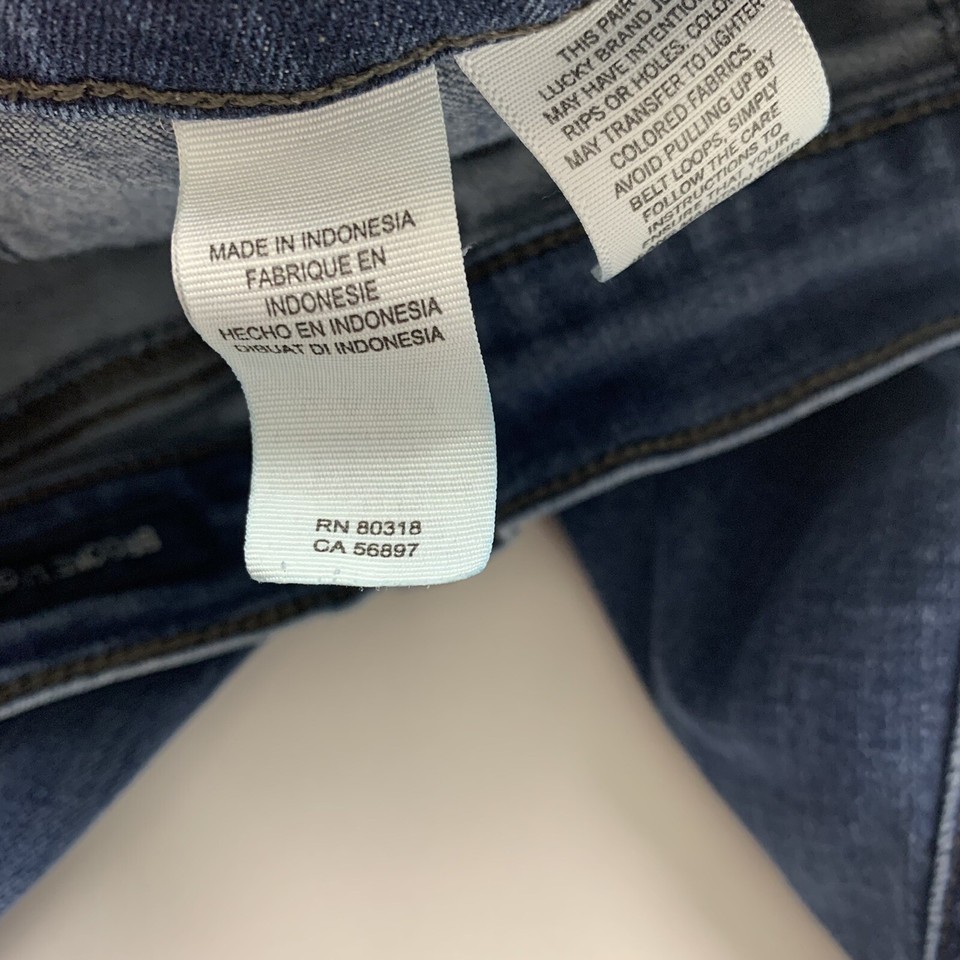 MADE IN INDONESIA
FABRIQUE EN
INDONESIE
HECHO EN INDONESIA
DIBUAT DI INDONESIA
RN 80318
CA 56897
THIS PAIR
LUCKY BRAND
MAY HAVE
RIPS OR HOLES.
MAY TRANSFER TO LIGHTER
COLORED FABRICS.
AVOID PULLING UP BY
BELT LOOPS, SIMPLY
FOLLOW THE CARE
INSTRUCTIONS TO
ENSURE THAN